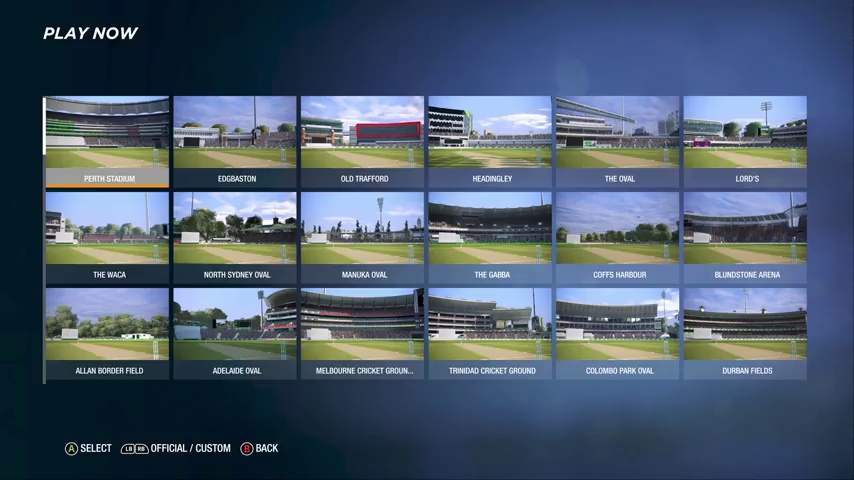 PLAY NOW
PERTH STADIUM
EDGBASTON
OLD TRAFFORD
HEADINGLEY
THE OVAL
LORD'S
THE WACA
NORTH SYDNEY OVAL
MANUKA OVAL
THE GABBA
COFFS HARBOUR
BLUNDSTONE ARENA
ALLAN BORDER FIELD
ADELAIDE OVAL
MELBOURNE CRICKET GROUN...
TRINIDAD CRICKET GROUND
COLOMBO PARK OVAL
DURBAN FIELDS
A SELECT LB RB OFFICIAL / CUSTOM B BACK